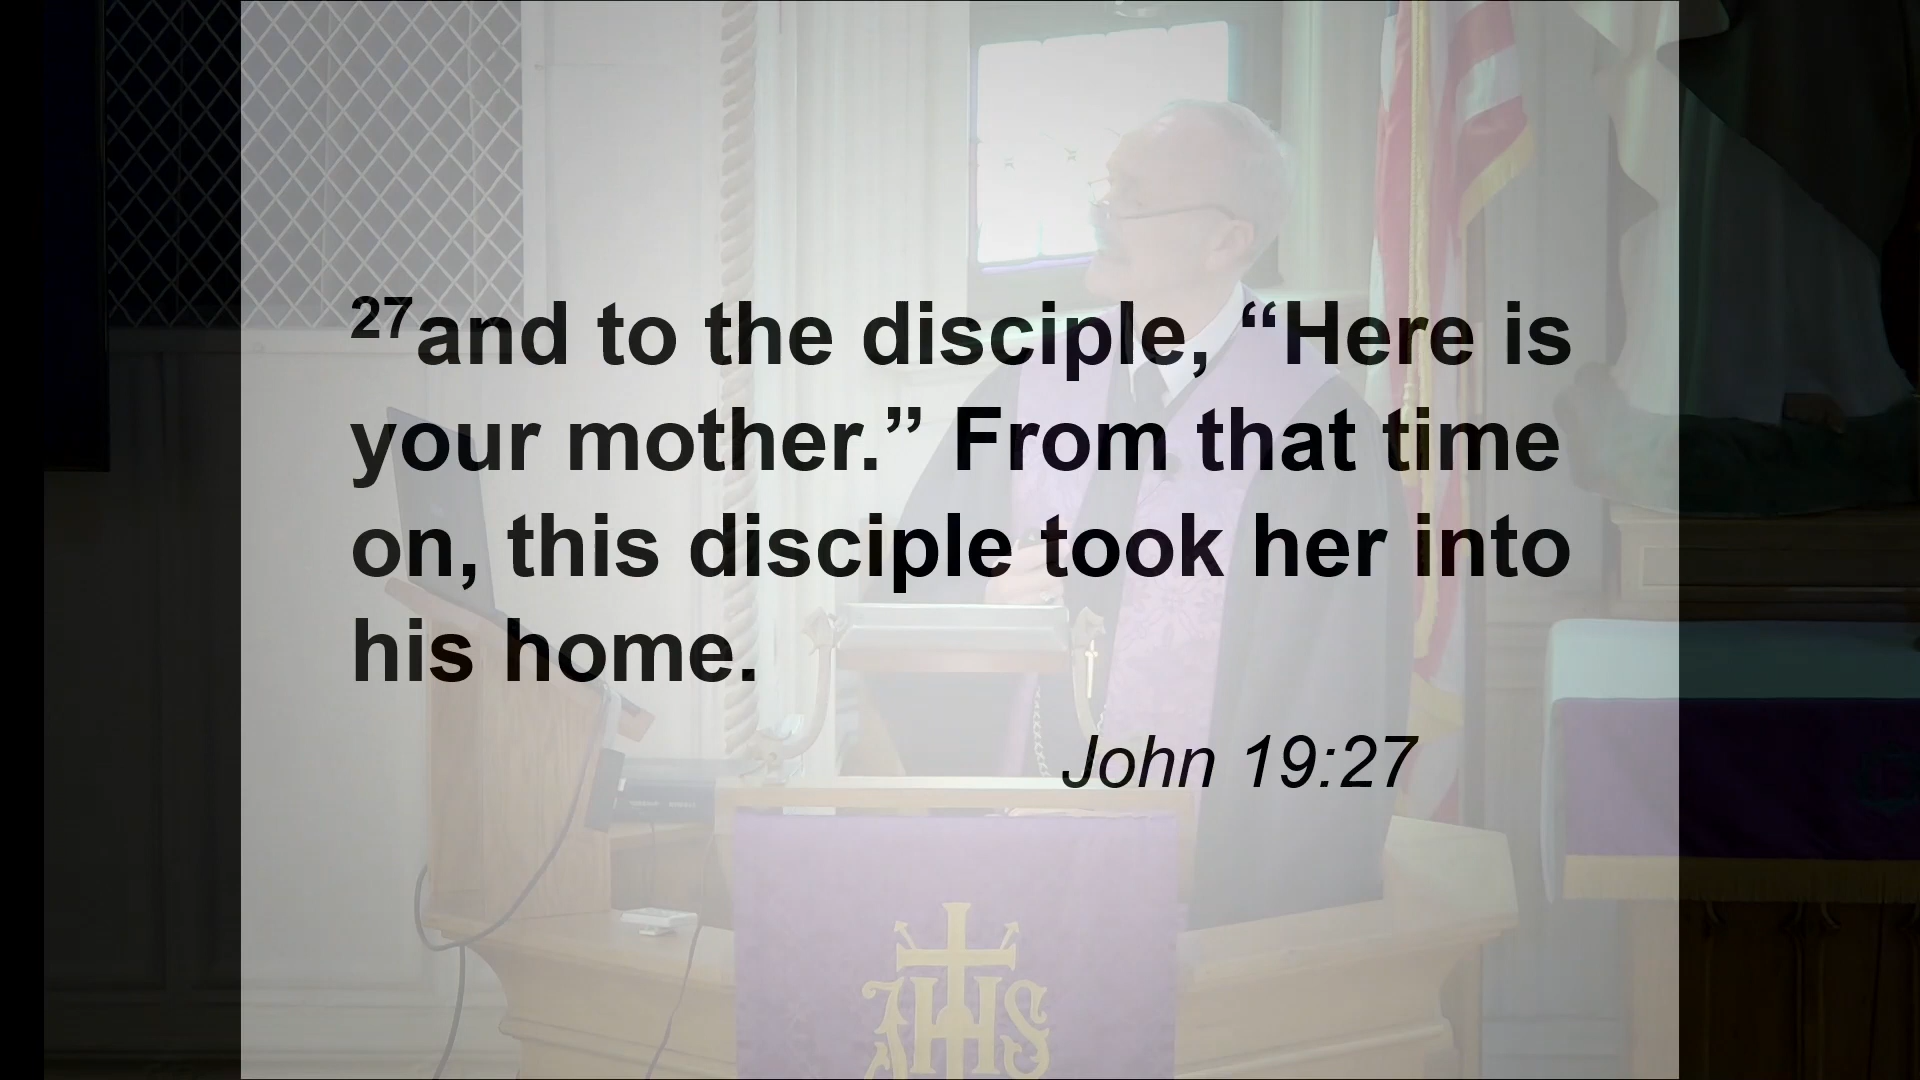 27and to the disciple, “Here is
your mother.” From that time
on, this disciple took her into
his home.
John 19:27
IHS